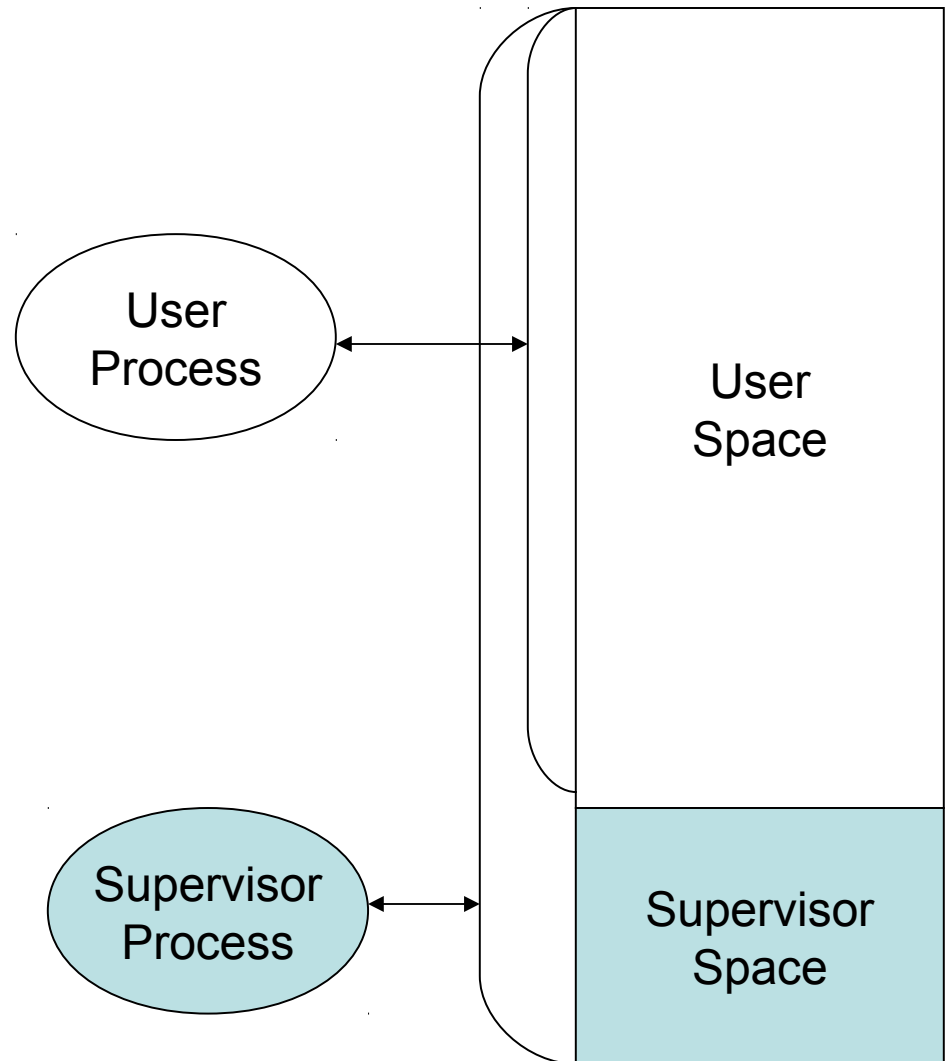 User
Process
User
Space
Supervisor
Process
Supervisor
Space